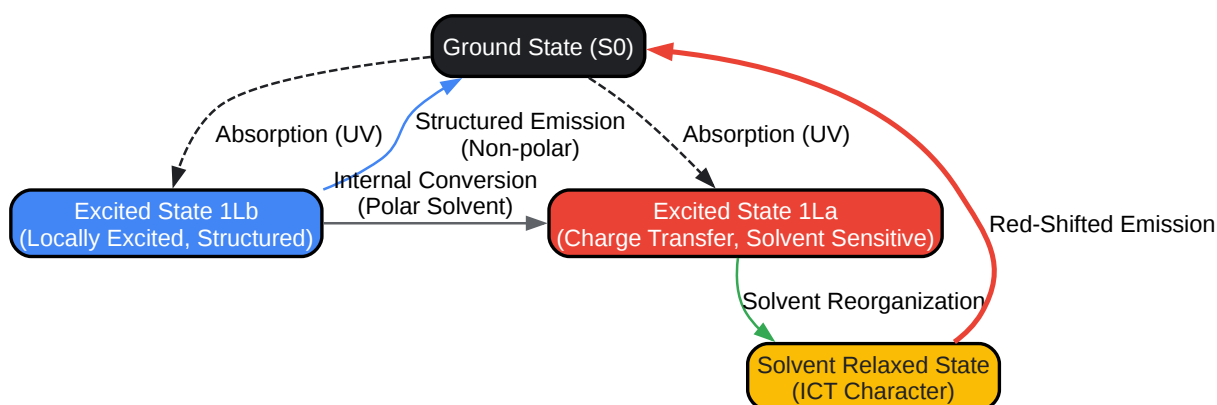 Ground State (S0)
Absorption (UV)
Structured Emission
(Non-polar)
Absorption (UV)
Internal Conversion
(Polar Solvent)
Excited State 1Lb
(Locally Excited, Structured)
Excited State 1La
(Charge Transfer, Solvent Sensitive)
Red-Shifted Emission
Solvent Reorganization
Solvent Relaxed State
(ICT Character)